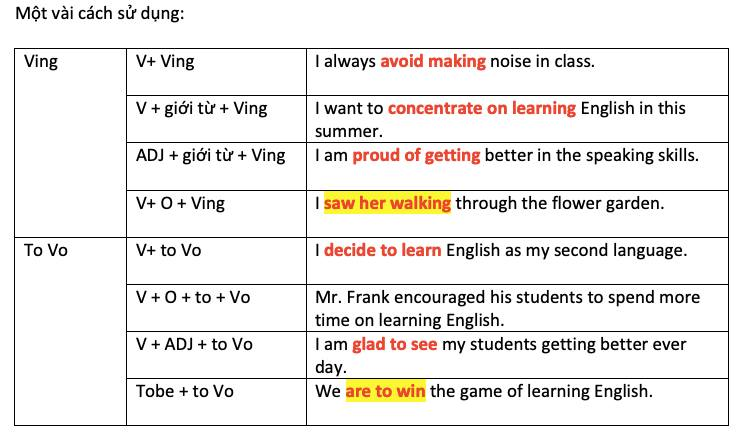 Một vài cách sử dụng:
Ving
V+ Ving
I always avoid making noise in class.
V + giới từ + Ving
I want to concentrate on learning English in this
summer.
ADJ + giới từ + Ving
I am proud of getting better in the speaking skills.
V+ O + Ving
I saw her walking through the flower garden.
To Vo
V+ to Vo
I decide to learn English as my second language.
V + O + to + Vo
Mr. Frank encouraged his students to spend more
time on learning English.
V + ADJ + to Vo
I am glad to see my students getting better ever
day.
Tobe + to Vo
We are to win the game of learning English.